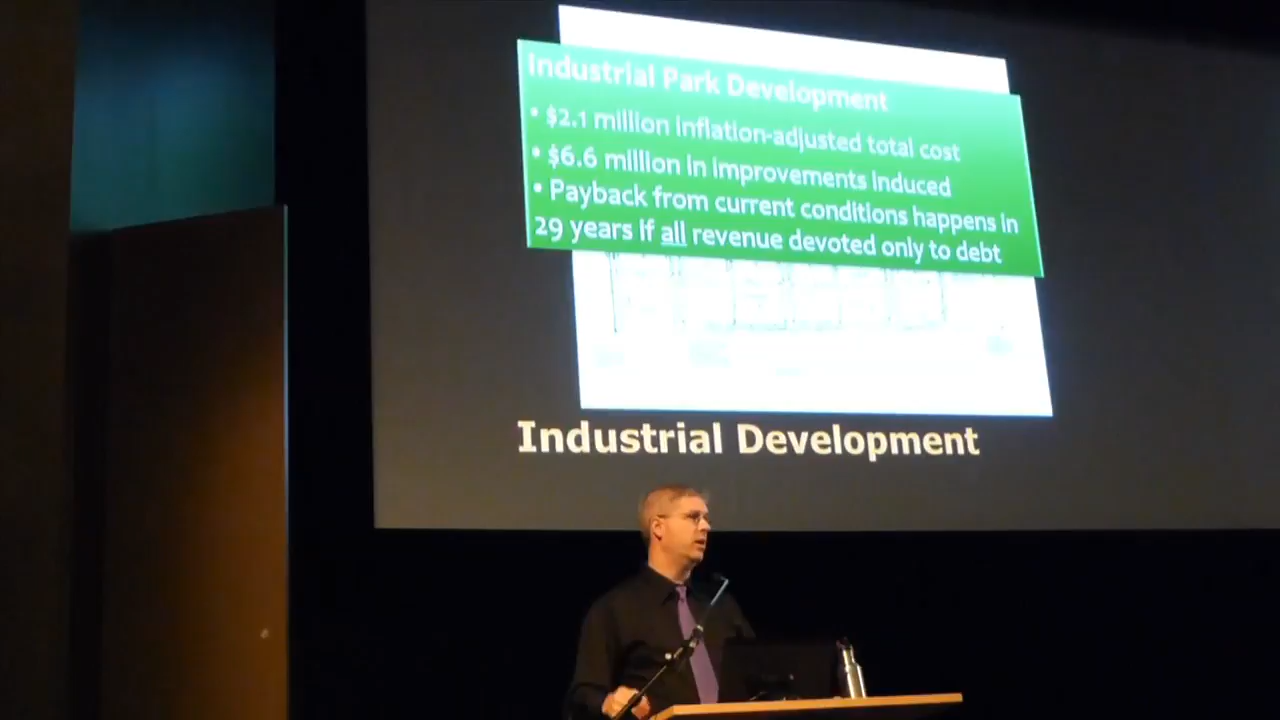 Industrial Park Development
• $2.1 million inflation-adjusted total cost
• $6.6 million in improvements induced
• Payback from current conditions happens in
29 years if all revenue devoted only to debt
Industrial Development